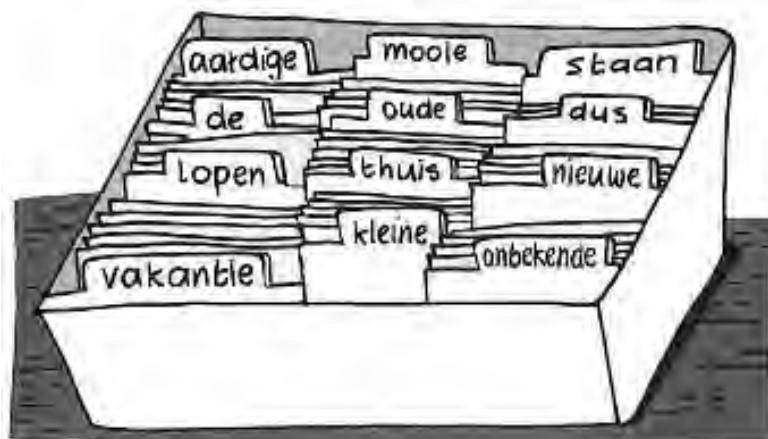 aardige
mooie
staan
de
oude
dus
lopen
thuis
nieuwe
kleine
vakantie
onbekende